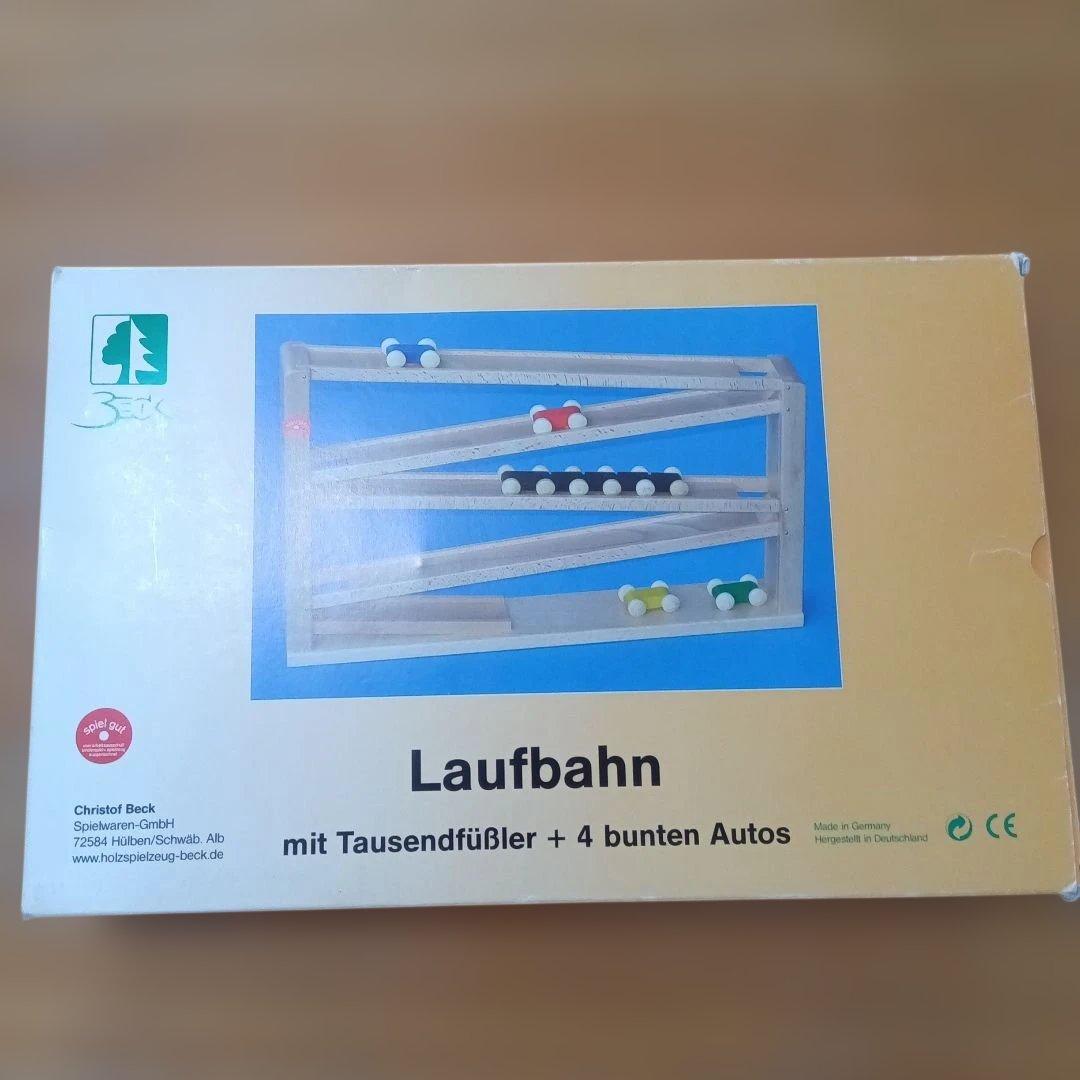 BECK
spiel gut
Christof Beck
Spielwaren-GmbH
72584 Hülben/Schwäb. Alb
www.holzspielzeug-beck.de
Laufbahn
mit Tausendfüßler + 4 bunten Autos
Made in Germany
Hergestellt in Deutschland
CE